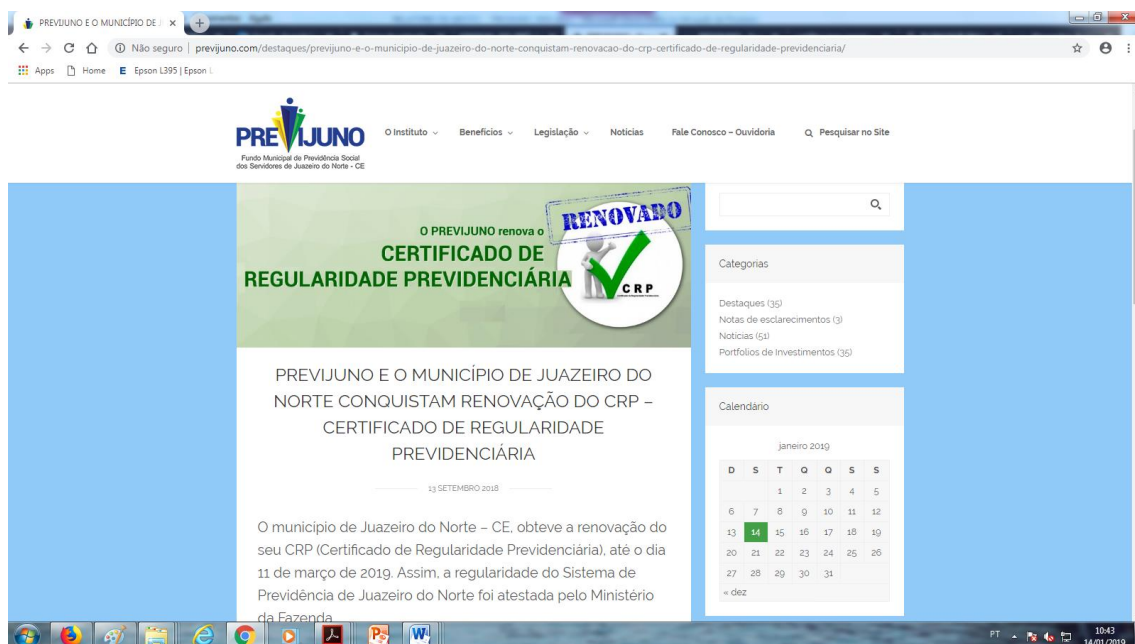 PREVIJUNO E O MUNICÍPIO DE J
Não seguro | previjuno.com/destaques/previjuno-e-o-municipio-de-juazeiro-do-norte-conquistam-renovacao-do-crp-certificado-de-regularidade-previdenciaria/
Apps Home Epson L395 | Epson
PREVIJUNO
Fundo Municipal de Previdência Social
dos Servidores de Juazeiro do Norte - CE
O Instituto Benefícios Legislação Notícias Fale Conosco – Ouvidoria Pesquisar no Site
RENOVADO
O PREVIJUNO renova o
CERTIFICADO DE
REGULARIDADE PREVIDENCIÁRIA
CRP
PREVIJUNO E O MUNICÍPIO DE JUAZEIRO DO
NORTE CONQUISTAM RENOVAÇÃO DO CRP –
CERTIFICADO DE REGULARIDADE
PREVIDENCIÁRIA
13 SETEMBRO 2018
O município de Juazeiro do Norte – CE, obteve a renovação do
seu CRP (Certificado de Regularidade Previdenciária), até o dia
11 de março de 2019. Assim, a regularidade do Sistema de
Previdência de Juazeiro do Norte foi atestada pelo Ministério
da Fazenda
Categorias
Destaques (35)
Notas de esclarecimentos (3)
Notícias (51)
Portfolios de Investimentos (35)
Calendário
janeiro 2019
D S T Q Q S S
1 2 3 4 5
6 7 8 9 10 11 12
13 14 15 16 17 18 19
20 21 22 23 24 25 26
27 28 29 30 31
« dez
PT
10:43
14/01/2019